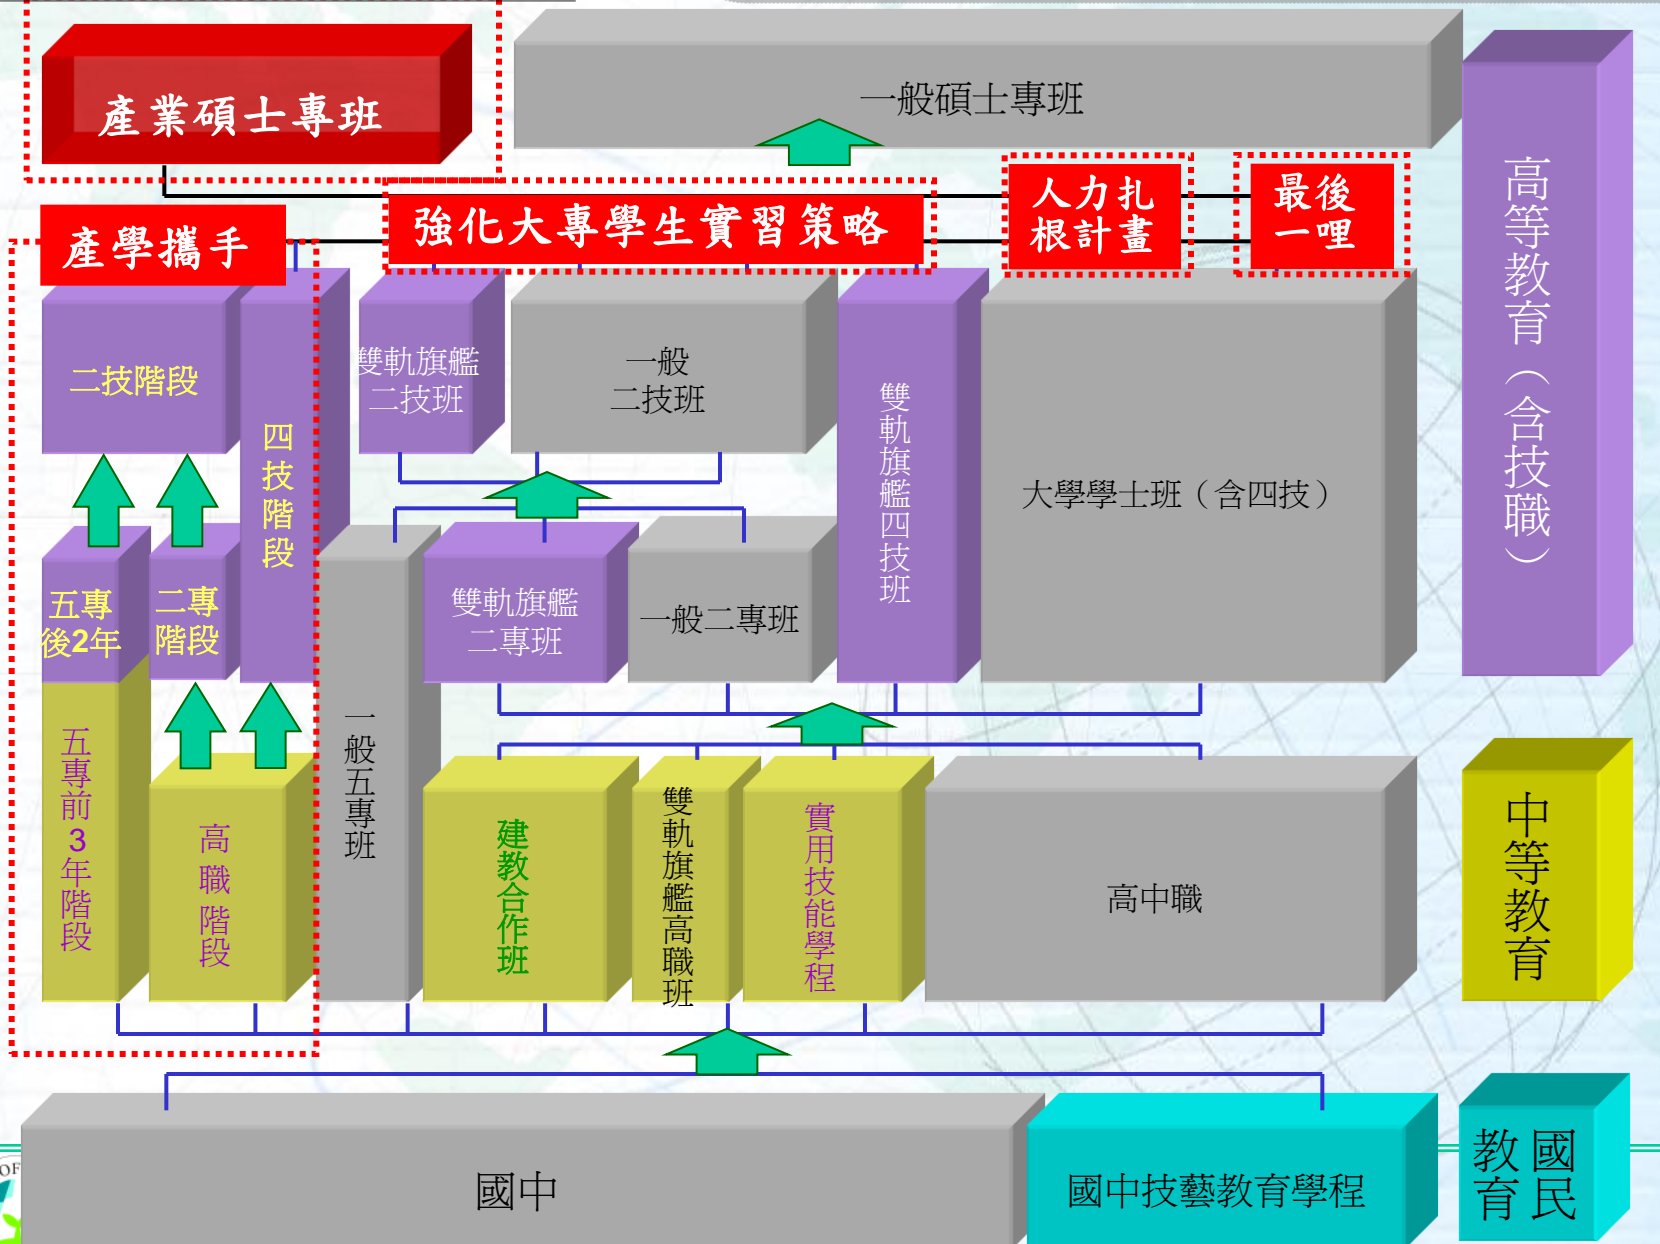 產業碩士專班
一般碩士專班
高等教育（含技職）
產學攜手
強化大專學生實習策略
人力扎
根計畫
最後
一哩
二技階段
四技階段
雙軌旗艦
二技班
一般
二技班
雙軌旗艦四技班
大學學士班（含四技）
五專
後2年
二專
階段
雙軌旗艦
二專班
一般二專班
五專前3年階段
高職階段
一般五專班
建教合作班
雙軌旗艦高職班
實用技能學程
高中職
中等教育
國中
國中技藝教育學程
國民
教育
OF